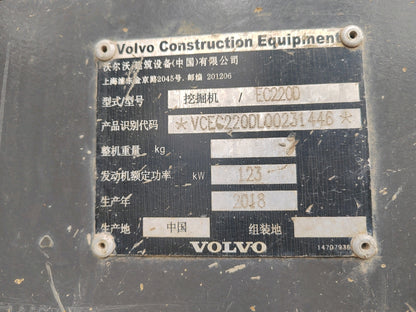 Volvo Construction Equipment
沃尔沃建筑设备(中国)有限公司
上海浦东金京路2045号，邮编 201206
型式/型号 挖掘机 / EC220D
产品识别代码 *VCEC220DL00231446*
整机重量 kg
发动机额定功率 kW 123
生产年 2018
生产地 中国 组装地
VOLVO
14707936